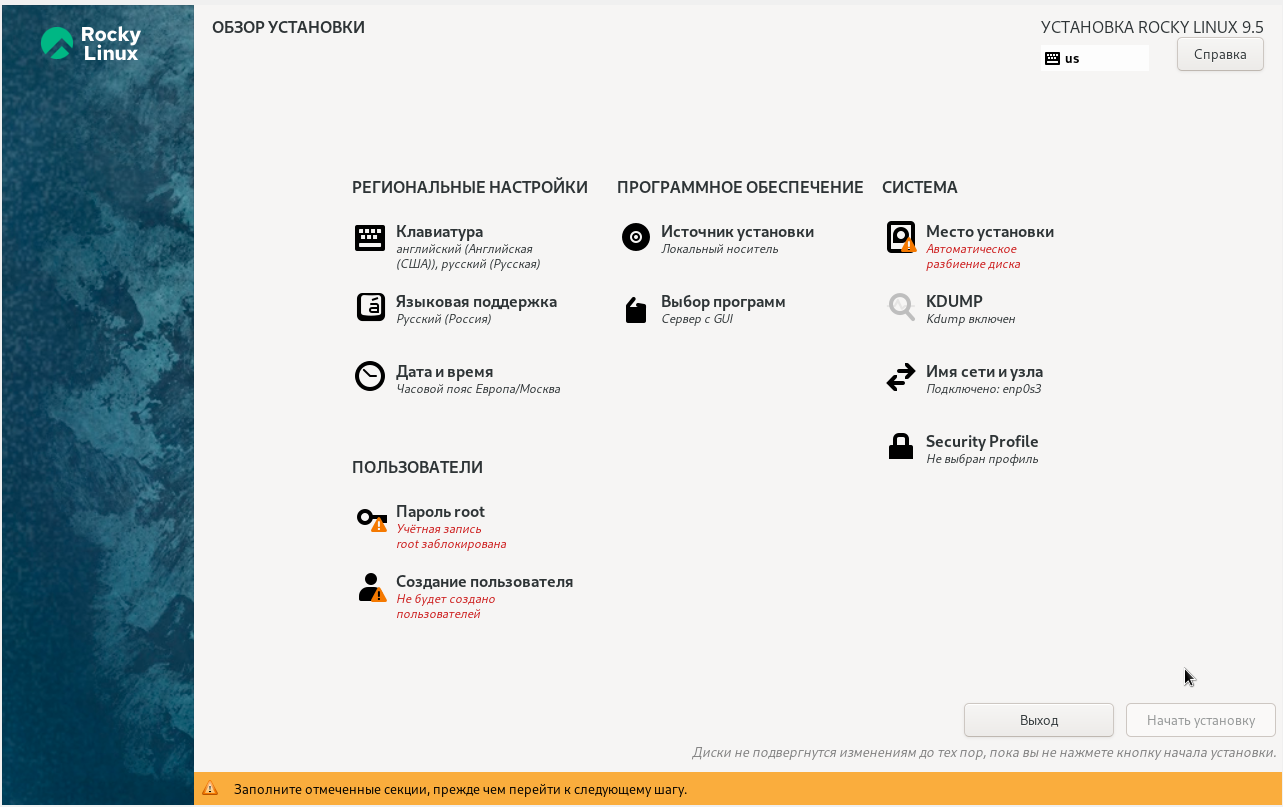 Rocky
Linux
ОБЗОР УСТАНОВКИ
УСТАНОВКА ROCKY LINUX 9.5
us
Справка
РЕГИОНАЛЬНЫЕ НАСТРОЙКИ
Клавиатура
английский (Английская
(США)), русский (Русская)
Языковая поддержка
Русский (Россия)
Дата и время
Часовой пояс Европа/Москва
ПРОГРАММНОЕ ОБЕСПЕЧЕНИЕ
Источник установки
Локальный носитель
Выбор программ
Сервер с GUI
СИСТЕМА
Место установки
Автоматическое
разбиение диска
KDUMP
Kdump включен
Имя сети и узла
Подключено: enp0s3
Security Profile
Не выбран профиль
ПОЛЬЗОВАТЕЛИ
Пароль root
Учётная запись
root заблокирована
Создание пользователя
Не будет создано
пользователей
Выход
Начать установку
Диски не подвергнутся изменениям до тех пор, пока вы не нажмете кнопку начала установки.
Заполните отмеченные секции, прежде чем перейти к следующему шагу.